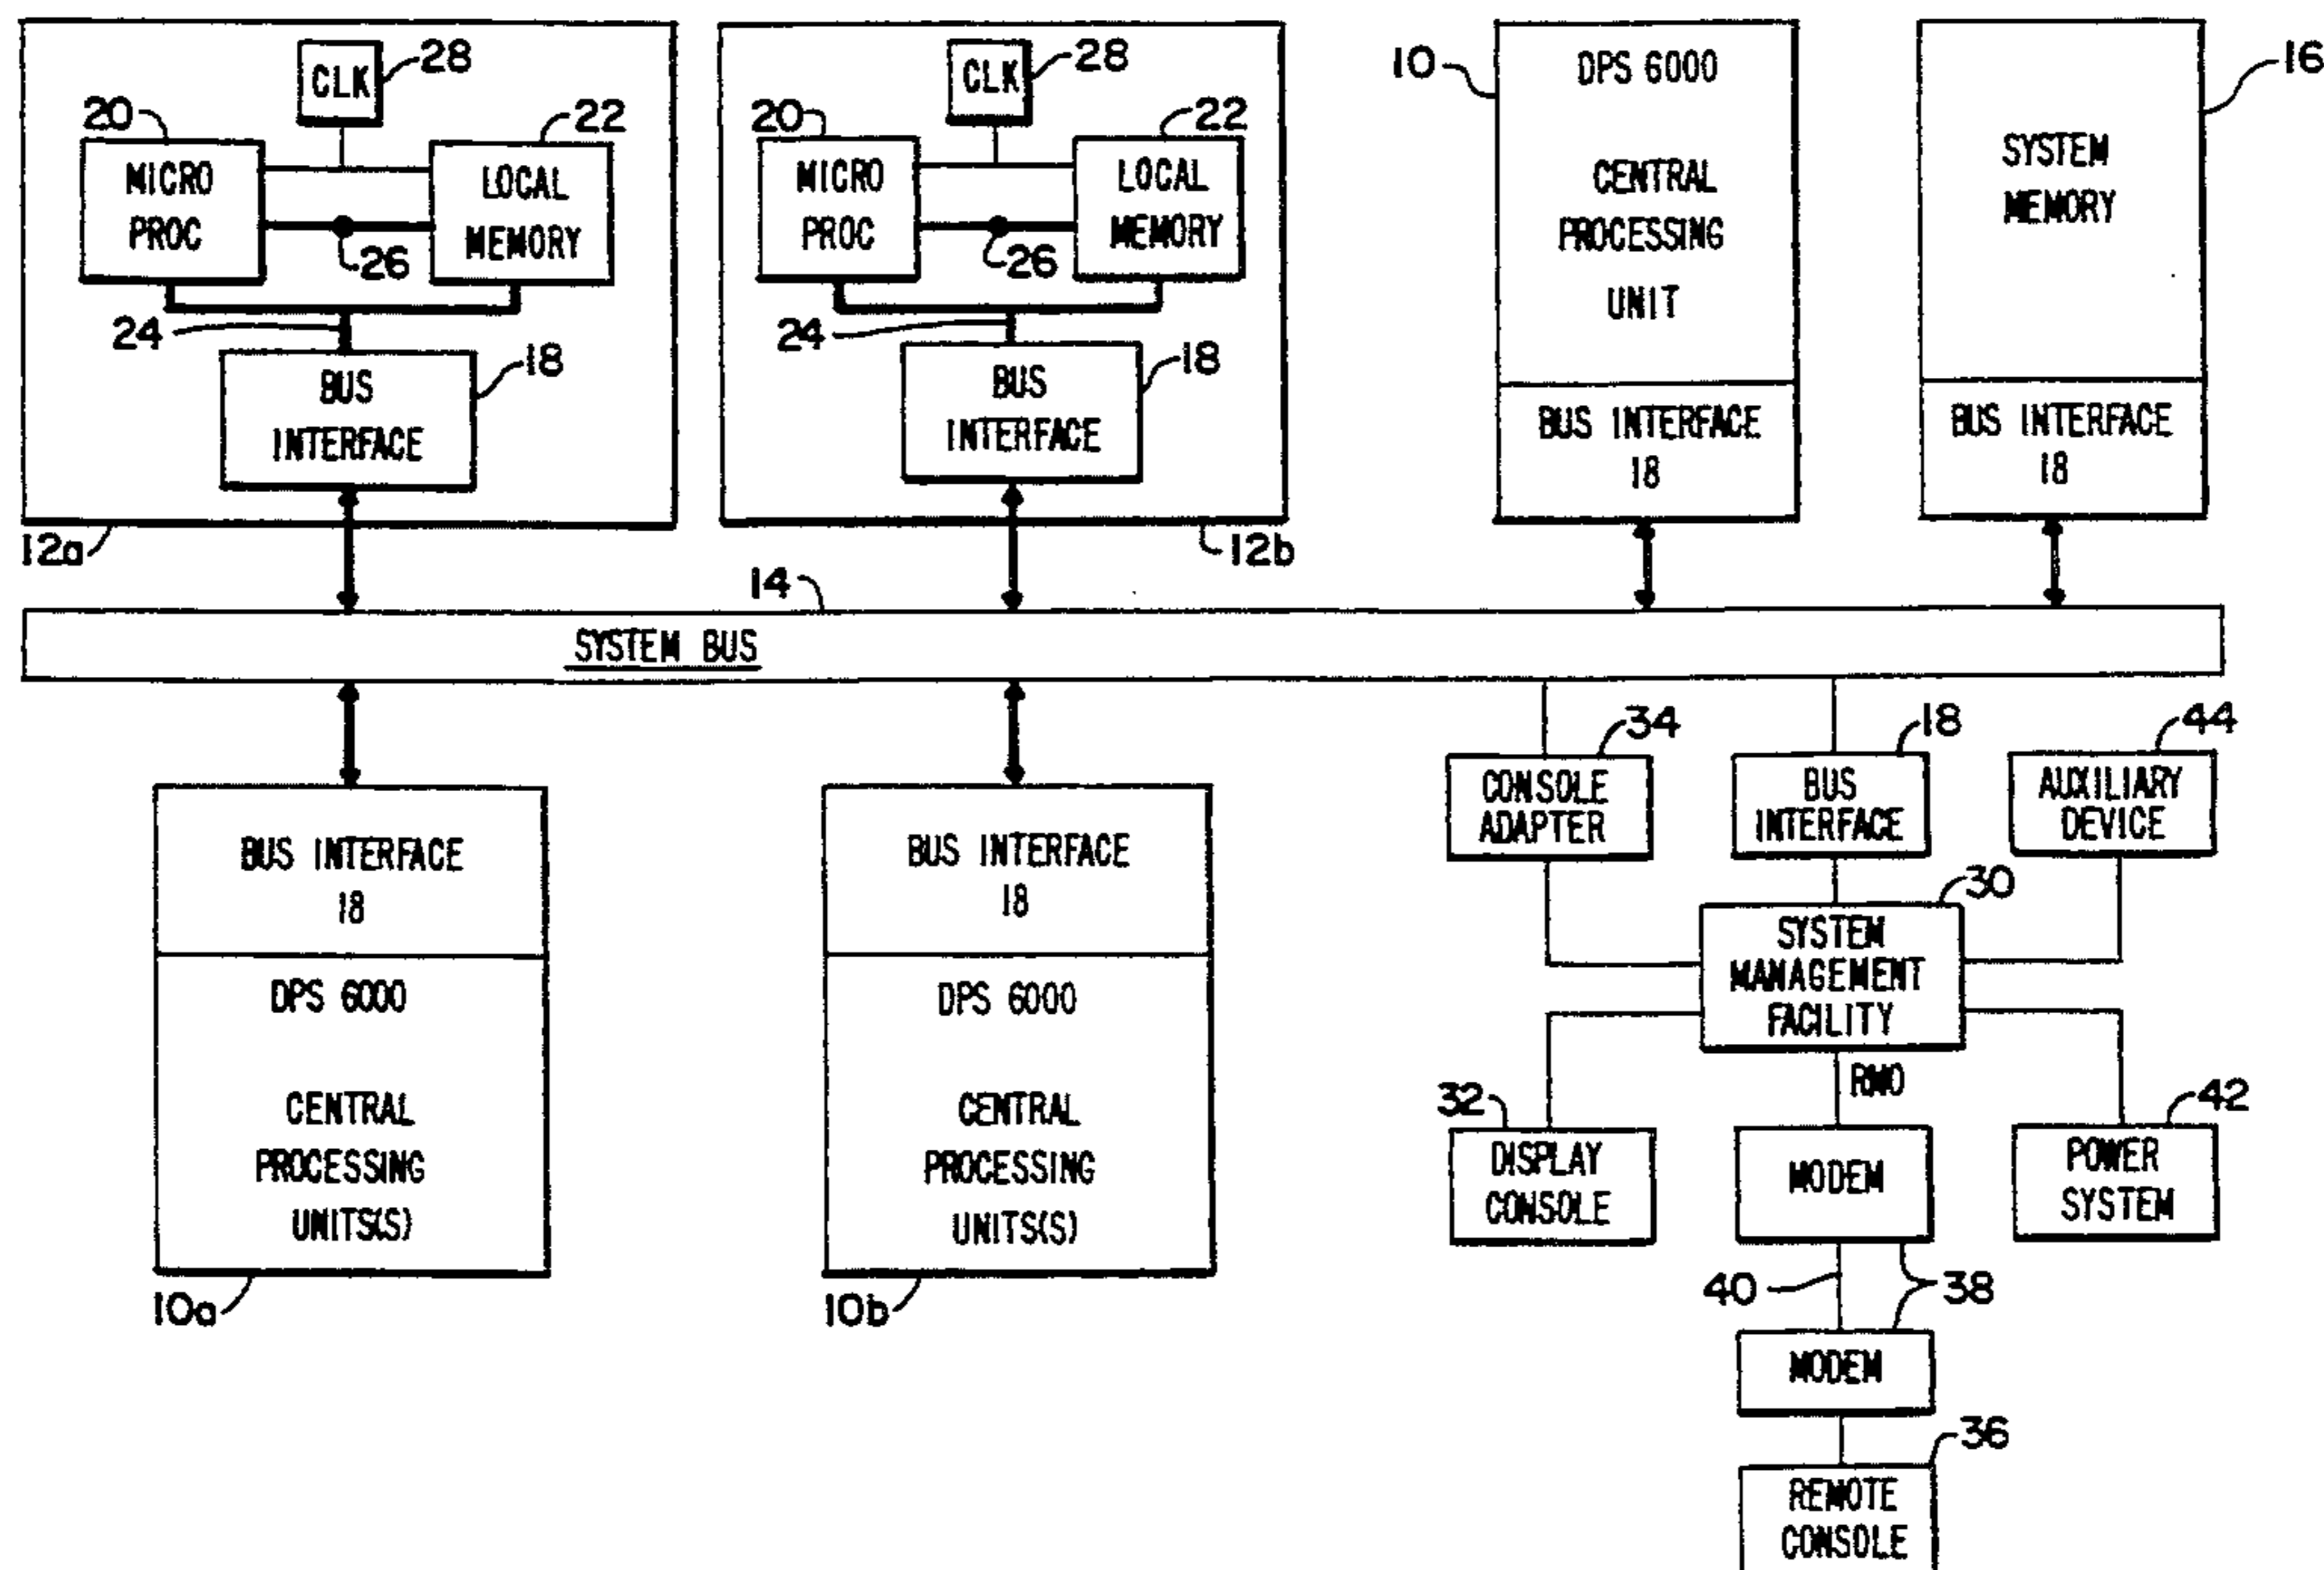 CLK
28
20
22
MICRO
PROC
LOCAL
MEMORY
26
24
18
BUS
INTERFACE
12a
CLK
28
20
22
MICRO
PROC
LOCAL
MEMORY
26
24
18
BUS
INTERFACE
12b
10
DPS 6000
CENTRAL
PROCESSING
UNIT
BUS INTERFACE
18
16
SYSTEM
MEMORY
BUS INTERFACE
18
14
SYSTEM BUS
BUS INTERFACE
18
DPS 6000
CENTRAL
PROCESSING
UNITS(S)
10a
BUS INTERFACE
18
DPS 6000
CENTRAL
PROCESSING
UNITS(S)
10b
34
CONSOLE
ADAPTER
18
BUS
INTERFACE
44
AUXILIARY
DEVICE
30
SYSTEM
MANAGEMENT
FACILITY
RMO
32
DISPLAY
CONSOLE
MODEM
42
POWER
SYSTEM
40
38
MODEM
36
REMOTE
CONSOLE